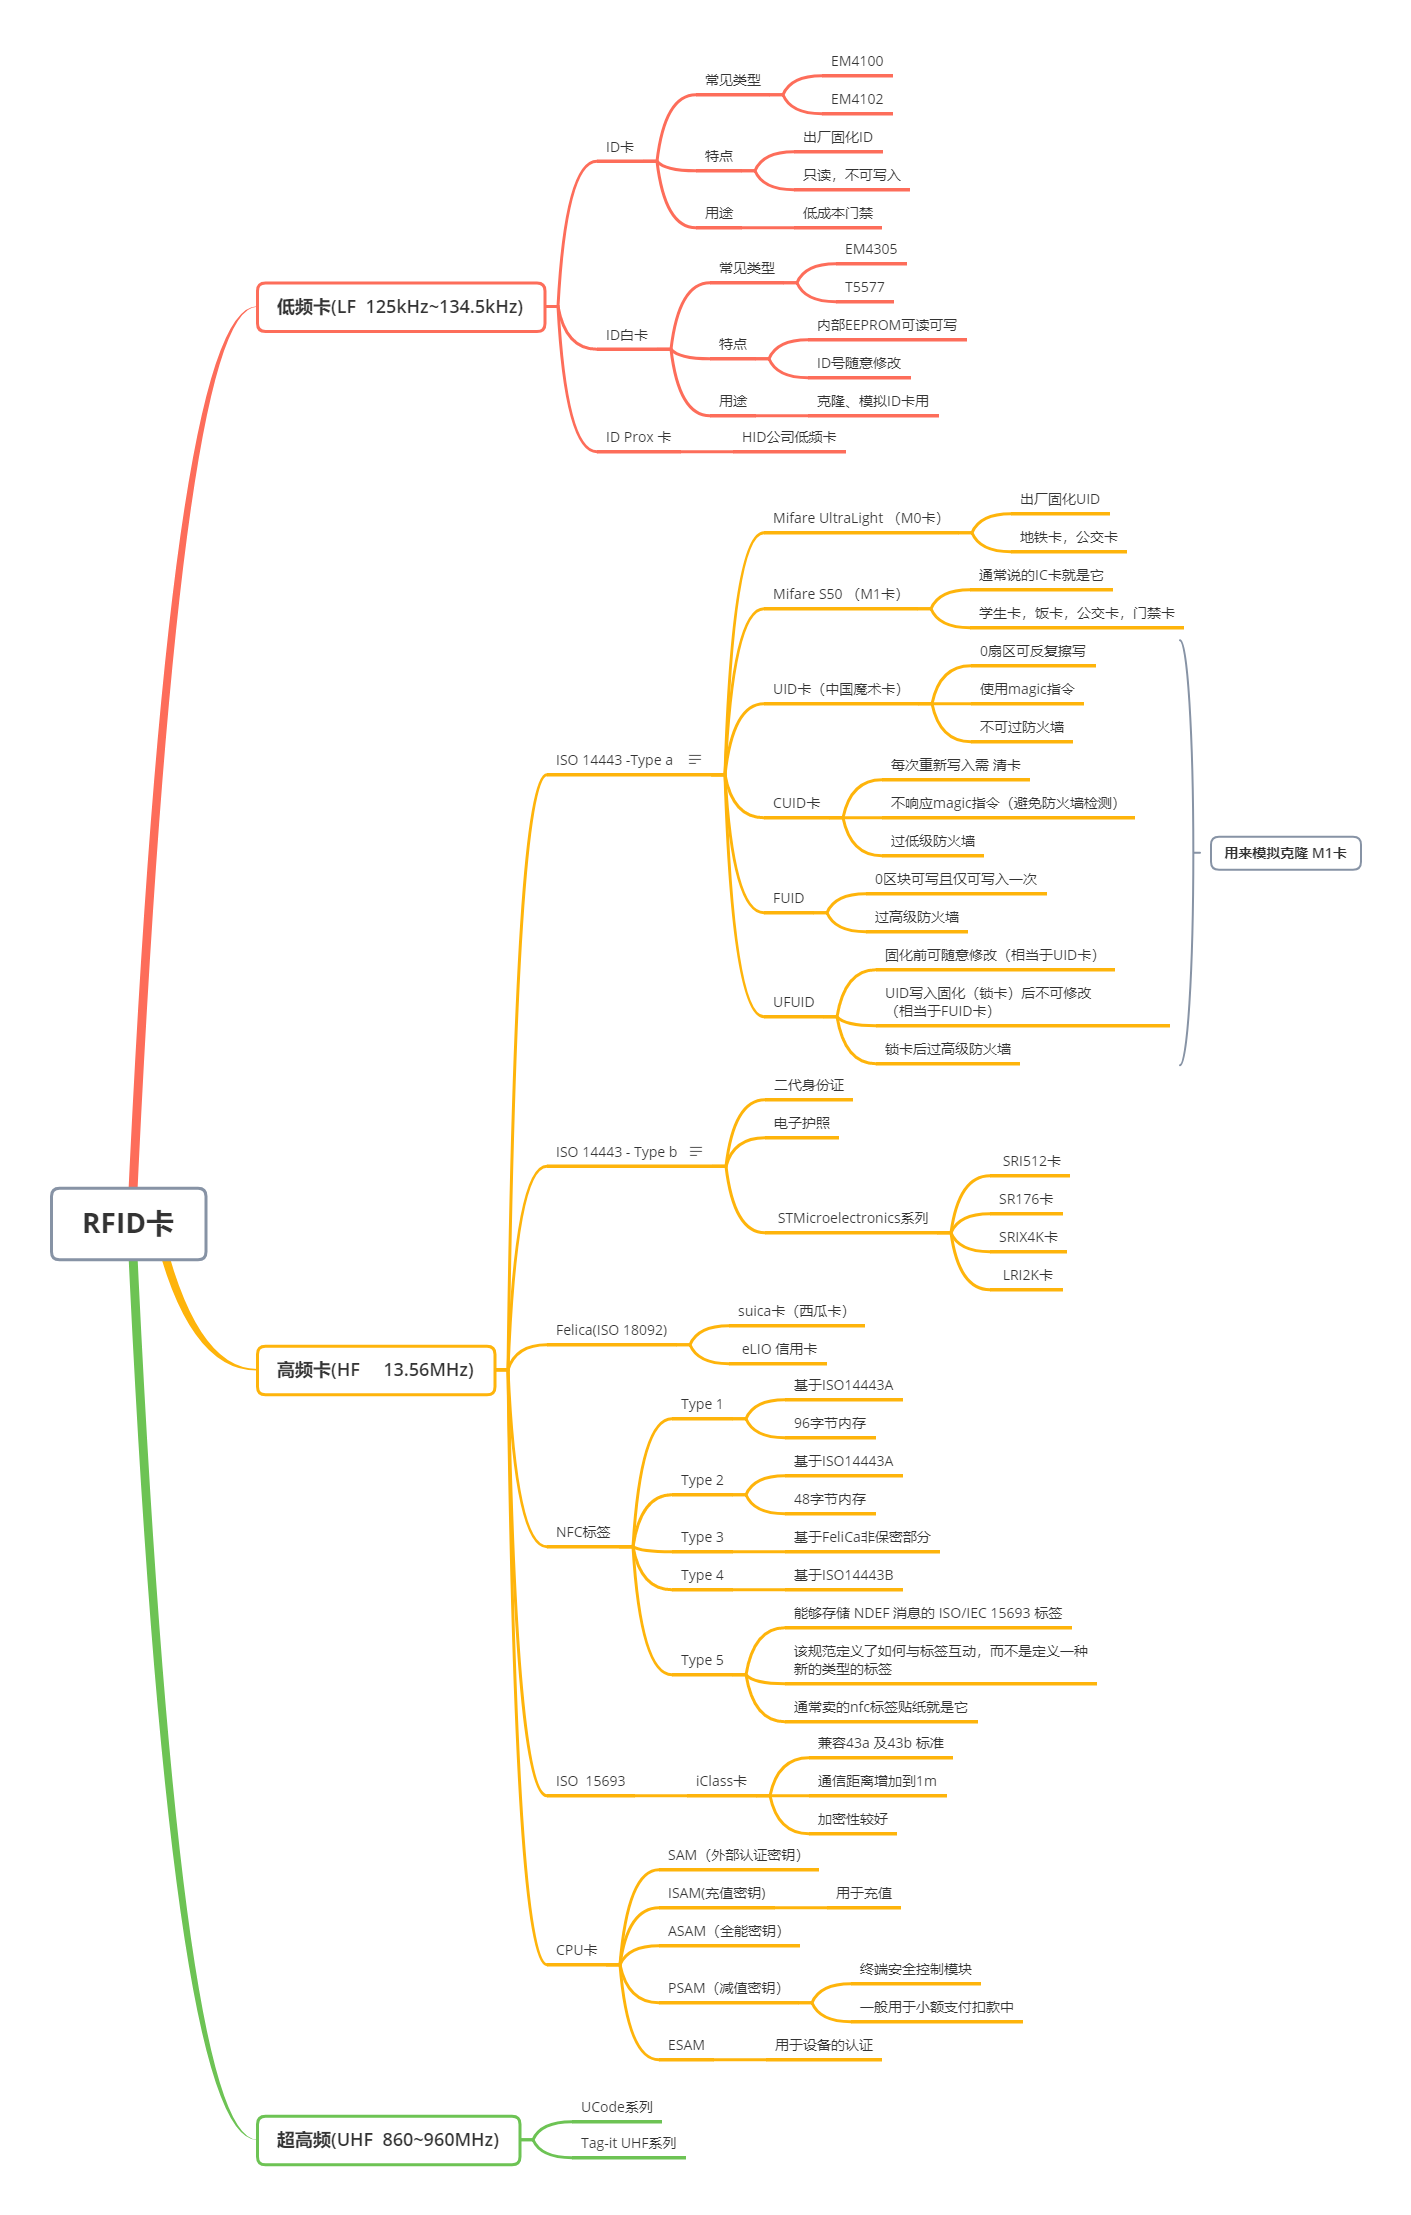 RFID卡
低频卡(LF  125kHz~134.5kHz)
ID卡
常见类型
EM4100
EM4102
特点
出厂固化ID
只读，不可写入
用途
低成本门禁
ID白卡
常见类型
EM4305
T5577
特点
内部EEPROM可读可写
ID号随意修改
用途
克隆、模拟ID卡用
ID Prox 卡
HID公司低频卡
高频卡(HF     13.56MHz)
ISO 14443 -Type a
Mifare UltraLight （M0卡）
出厂固化UID
地铁卡，公交卡
Mifare S50 （M1卡）
通常说的IC卡就是它
学生卡，饭卡，公交卡，门禁卡
UID卡（中国魔术卡）
0扇区可反复擦写
使用magic指令
不可过防火墙
CUID卡
每次重新写入需 清卡
不响应magic指令（避免防火墙检测）
过低级防火墙
FUID
0区块可写且仅可写入一次
过高级防火墙
UFUID
固化前可随意修改（相当于UID卡）
UID写入固化（锁卡）后不可修改
（相当于FUID卡）
锁卡后过高级防火墙
用来模拟克隆 M1卡
ISO 14443 - Type b
二代身份证
电子护照
STMicroelectronics系列
SRI512卡
SR176卡
SRIX4K卡
LRI2K卡
Felica(ISO 18092)
suica卡（西瓜卡）
eLIO 信用卡
NFC标签
Type 1
基于ISO14443A
96字节内存
Type 2
基于ISO14443A
48字节内存
Type 3
基于FeliCa非保密部分
Type 4
基于ISO14443B
Type 5
能够存储 NDEF 消息的 ISO/IEC 15693 标签
该规范定义了如何与标签互动，而不是定义一种
新的类型的标签
通常卖的nfc标签贴纸就是它
ISO  15693
iClass卡
兼容43a 及43b 标准
通信距离增加到1m
加密性较好
CPU卡
SAM（外部认证密钥）
ISAM(充值密钥)
用于充值
ASAM（全能密钥）
PSAM（减值密钥）
终端安全控制模块
一般用于小额支付扣款中
ESAM
用于设备的认证
超高频(UHF  860~960MHz)
UCode系列
Tag-it UHF系列